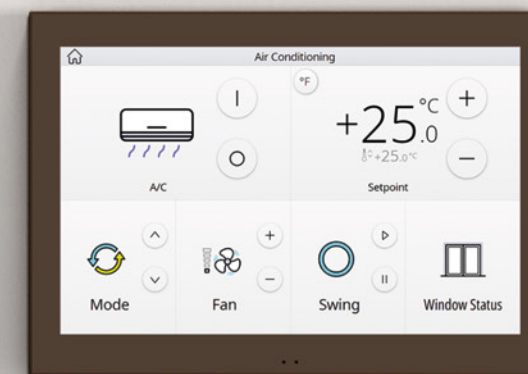 Air Conditioning
°F
+25.0 °C
+25.0°C
A/C
Setpoint
Mode
Fan
Swing
Window Status